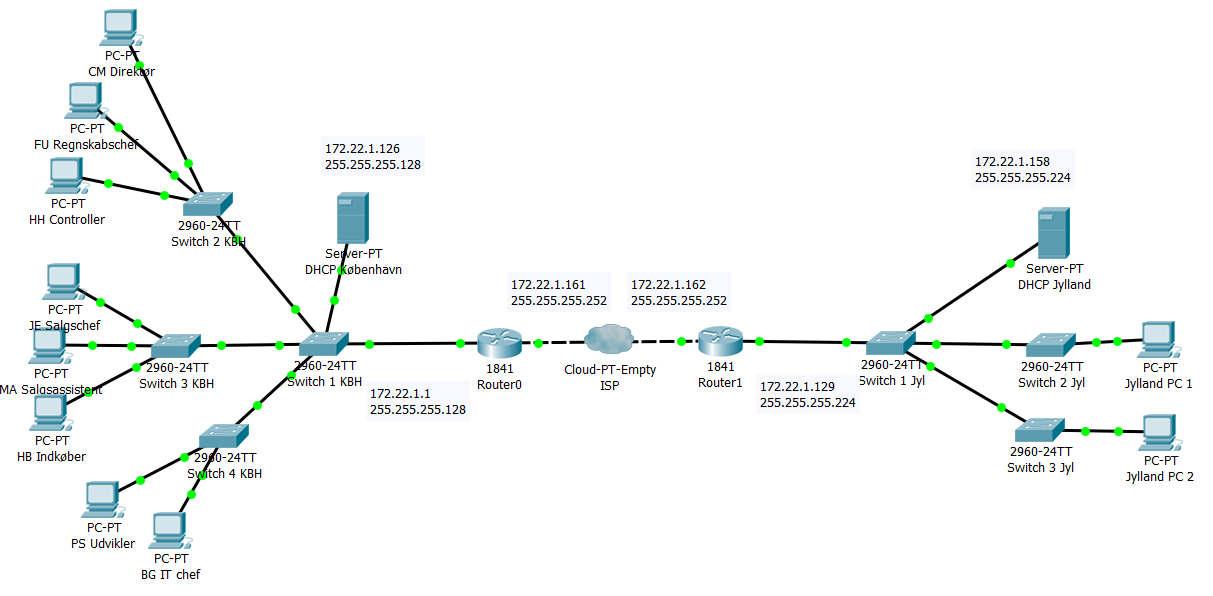 PC-PT
CM Direktør
PC-PT
FU Regnskabschef
PC-PT
HH Controller
2960-24TT
Switch 2 KBH
172.22.1.126
255.255.255.128
Server-PT
DHCP København
PC-PT
JE Salgschef
PC-PT
MA Salgsassistent
PC-PT
HB Indkøber
2960-24TT
Switch 3 KBH
2960-24TT
Switch 1 KBH
172.22.1.1
255.255.255.128
2960-24TT
Switch 4 KBH
PC-PT
PS Udvikler
PC-PT
BG IT chef
172.22.1.161
255.255.255.252
1841
Router0
Cloud-PT-Empty
ISP
172.22.1.162
255.255.255.252
1841
Router1
172.22.1.129
255.255.255.224
172.22.1.158
255.255.255.224
Server-PT
DHCP Jylland
2960-24TT
Switch 1 Jyl
2960-24TT
Switch 2 Jyl
PC-PT
Jylland PC 1
2960-24TT
Switch 3 Jyl
PC-PT
Jylland PC 2